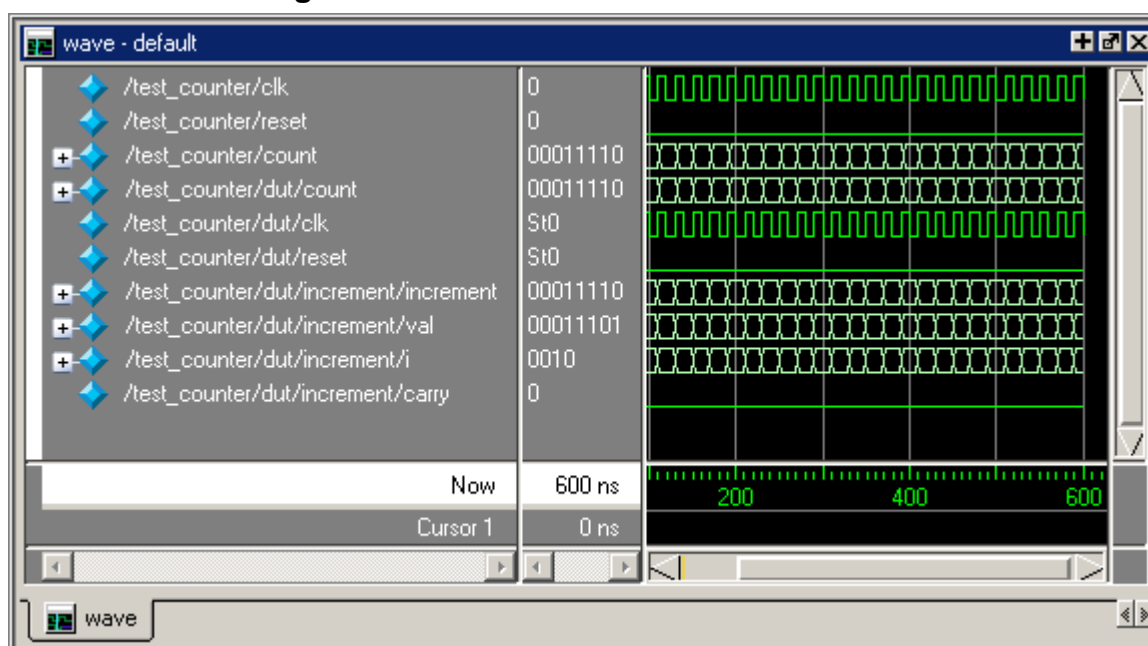 wave - default
/test_counter/clk 0
/test_counter/reset 0
/test_counter/count 00011110
/test_counter/dut/count 00011110
/test_counter/dut/clk St0
/test_counter/dut/reset St0
/test_counter/dut/increment/increment 00011110
/test_counter/dut/increment/val 00011101
/test_counter/dut/increment/i 0010
/test_counter/dut/increment/carry 0
Now 600 ns 200 400 600
Cursor 1 0 ns
wave